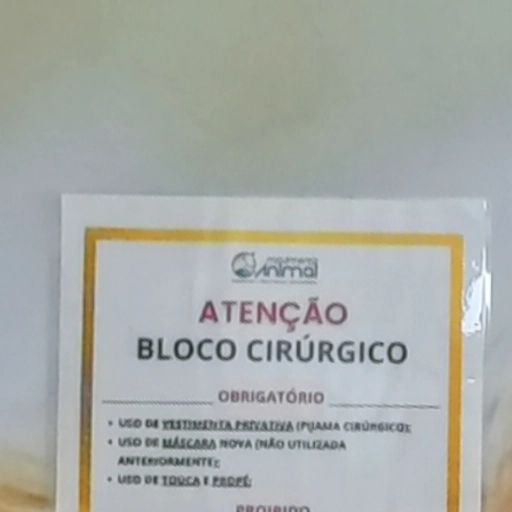 Movimento
Animal
ATENÇÃO
BLOCO CIRÚRGICO
OBRIGATÓRIO
• USO DE VESTIMENTA PRIVATIVA (PIJAMA CIRÚRGICO);
• USO DE MÁSCARA NOVA (NÃO UTILIZADA
ANTERIORMENTE);
• USO DE TOUCA E PROPÉ;
PROIBIDO